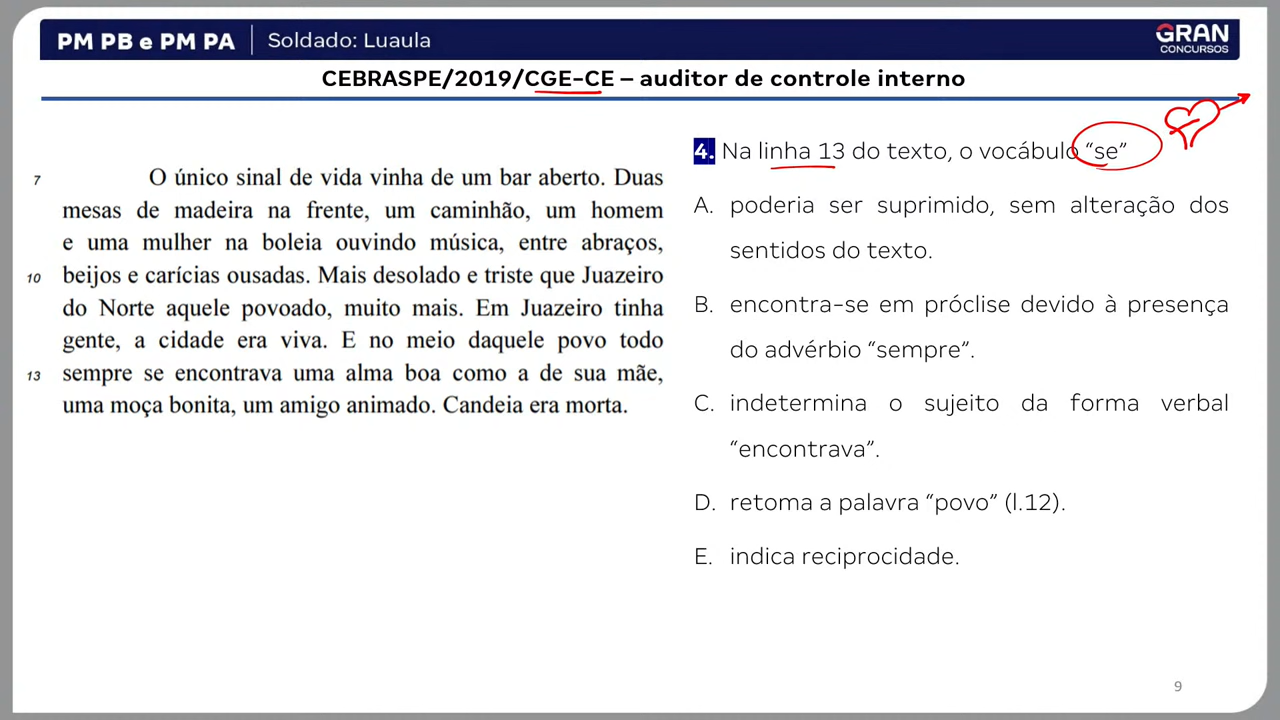 PM PB e PM PA | Soldado: Luaula
GRAN
CONCURSOS
CEBRASPE/2019/CGE-CE – auditor de controle interno
7 O único sinal de vida vinha de um bar aberto. Duas
mesas de madeira na frente, um caminhão, um homem
e uma mulher na boleia ouvindo música, entre abraços,
10 beijos e carícias ousadas. Mais desolado e triste que Juazeiro
do Norte aquele povoado, muito mais. Em Juazeiro tinha
gente, a cidade era viva. E no meio daquele povo todo
13 sempre se encontrava uma alma boa como a de sua mãe,
uma moça bonita, um amigo animado. Candeia era morta.
4. Na linha 13 do texto, o vocábulo “se”
A. poderia ser suprimido, sem alteração dos
sentidos do texto.
B. encontra-se em próclise devido à presença
do advérbio “sempre”.
C. indetermina o sujeito da forma verbal
“encontrava”.
D. retoma a palavra “povo” (l.12).
E. indica reciprocidade.
9